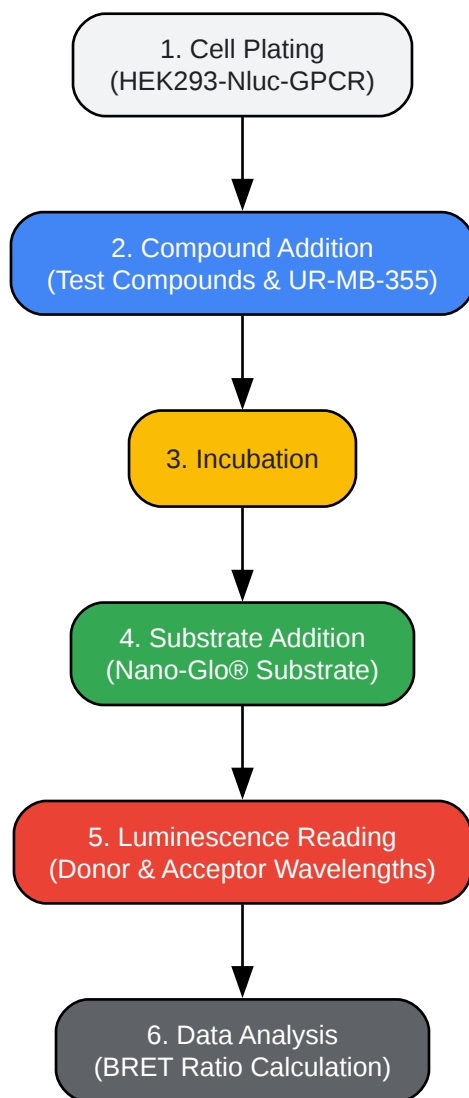 1. Cell Plating
(HEK293-Nluc-GPCR)
2. Compound Addition
(Test Compounds & UR-MB-355)
3. Incubation
4. Substrate Addition
(Nano-Glo® Substrate)
5. Luminescence Reading
(Donor & Acceptor Wavelengths)
6. Data Analysis
(BRET Ratio Calculation)